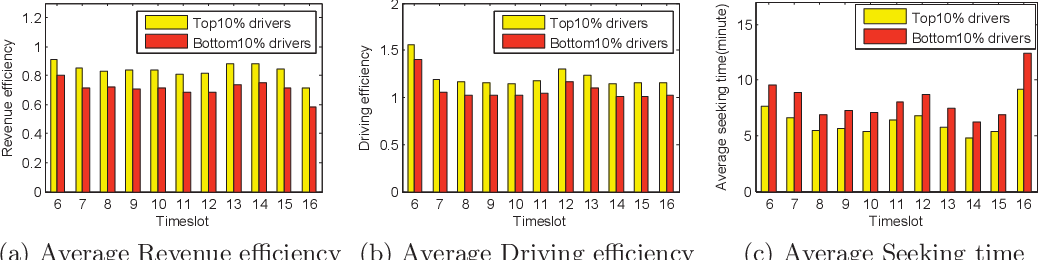 1.2
1
0.8
0.6
0.4
0.2
0
Revenue efficiency
Top10% drivers
Bottom10% drivers
6 7 8 9 10 11 12 13 14 15 16
Timeslot
(a) Average Revenue efficiency
2
1.5
1
0.5
0
Driving efficiency
Top10% drivers
Bottom10% drivers
6 7 8 9 10 11 12 13 14 15 16
Timeslot
(b) Average Driving efficiency
15
10
5
0
Average seeking time(minute)
Top10% drivers
Bottom10% drivers
6 7 8 9 10 11 12 13 14 15 16
Timeslot
(c) Average Seeking time